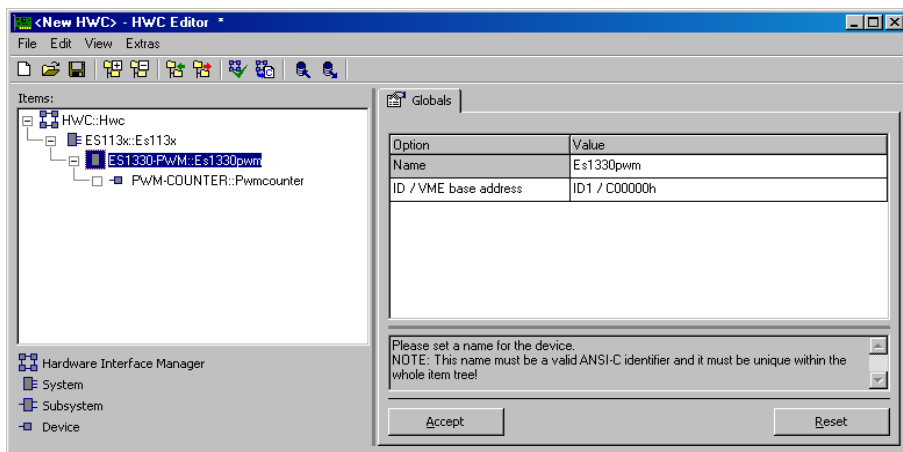 <New HWC> - HWC Editor *
File Edit View Extras
Items:
HWC::Hwc
ES113x::Es113x
ES1330-PWM::Es1330pwm
PWM-COUNTER::Pwmcounter
Hardware Interface Manager
System
Subsystem
Device
Globals
Option Value
Name Es1330pwm
ID / VME base address ID1 / C00000h
Please set a name for the device.
NOTE: This name must be a valid ANSI-C identifier and it must be unique within the
whole item tree!
Accept Reset